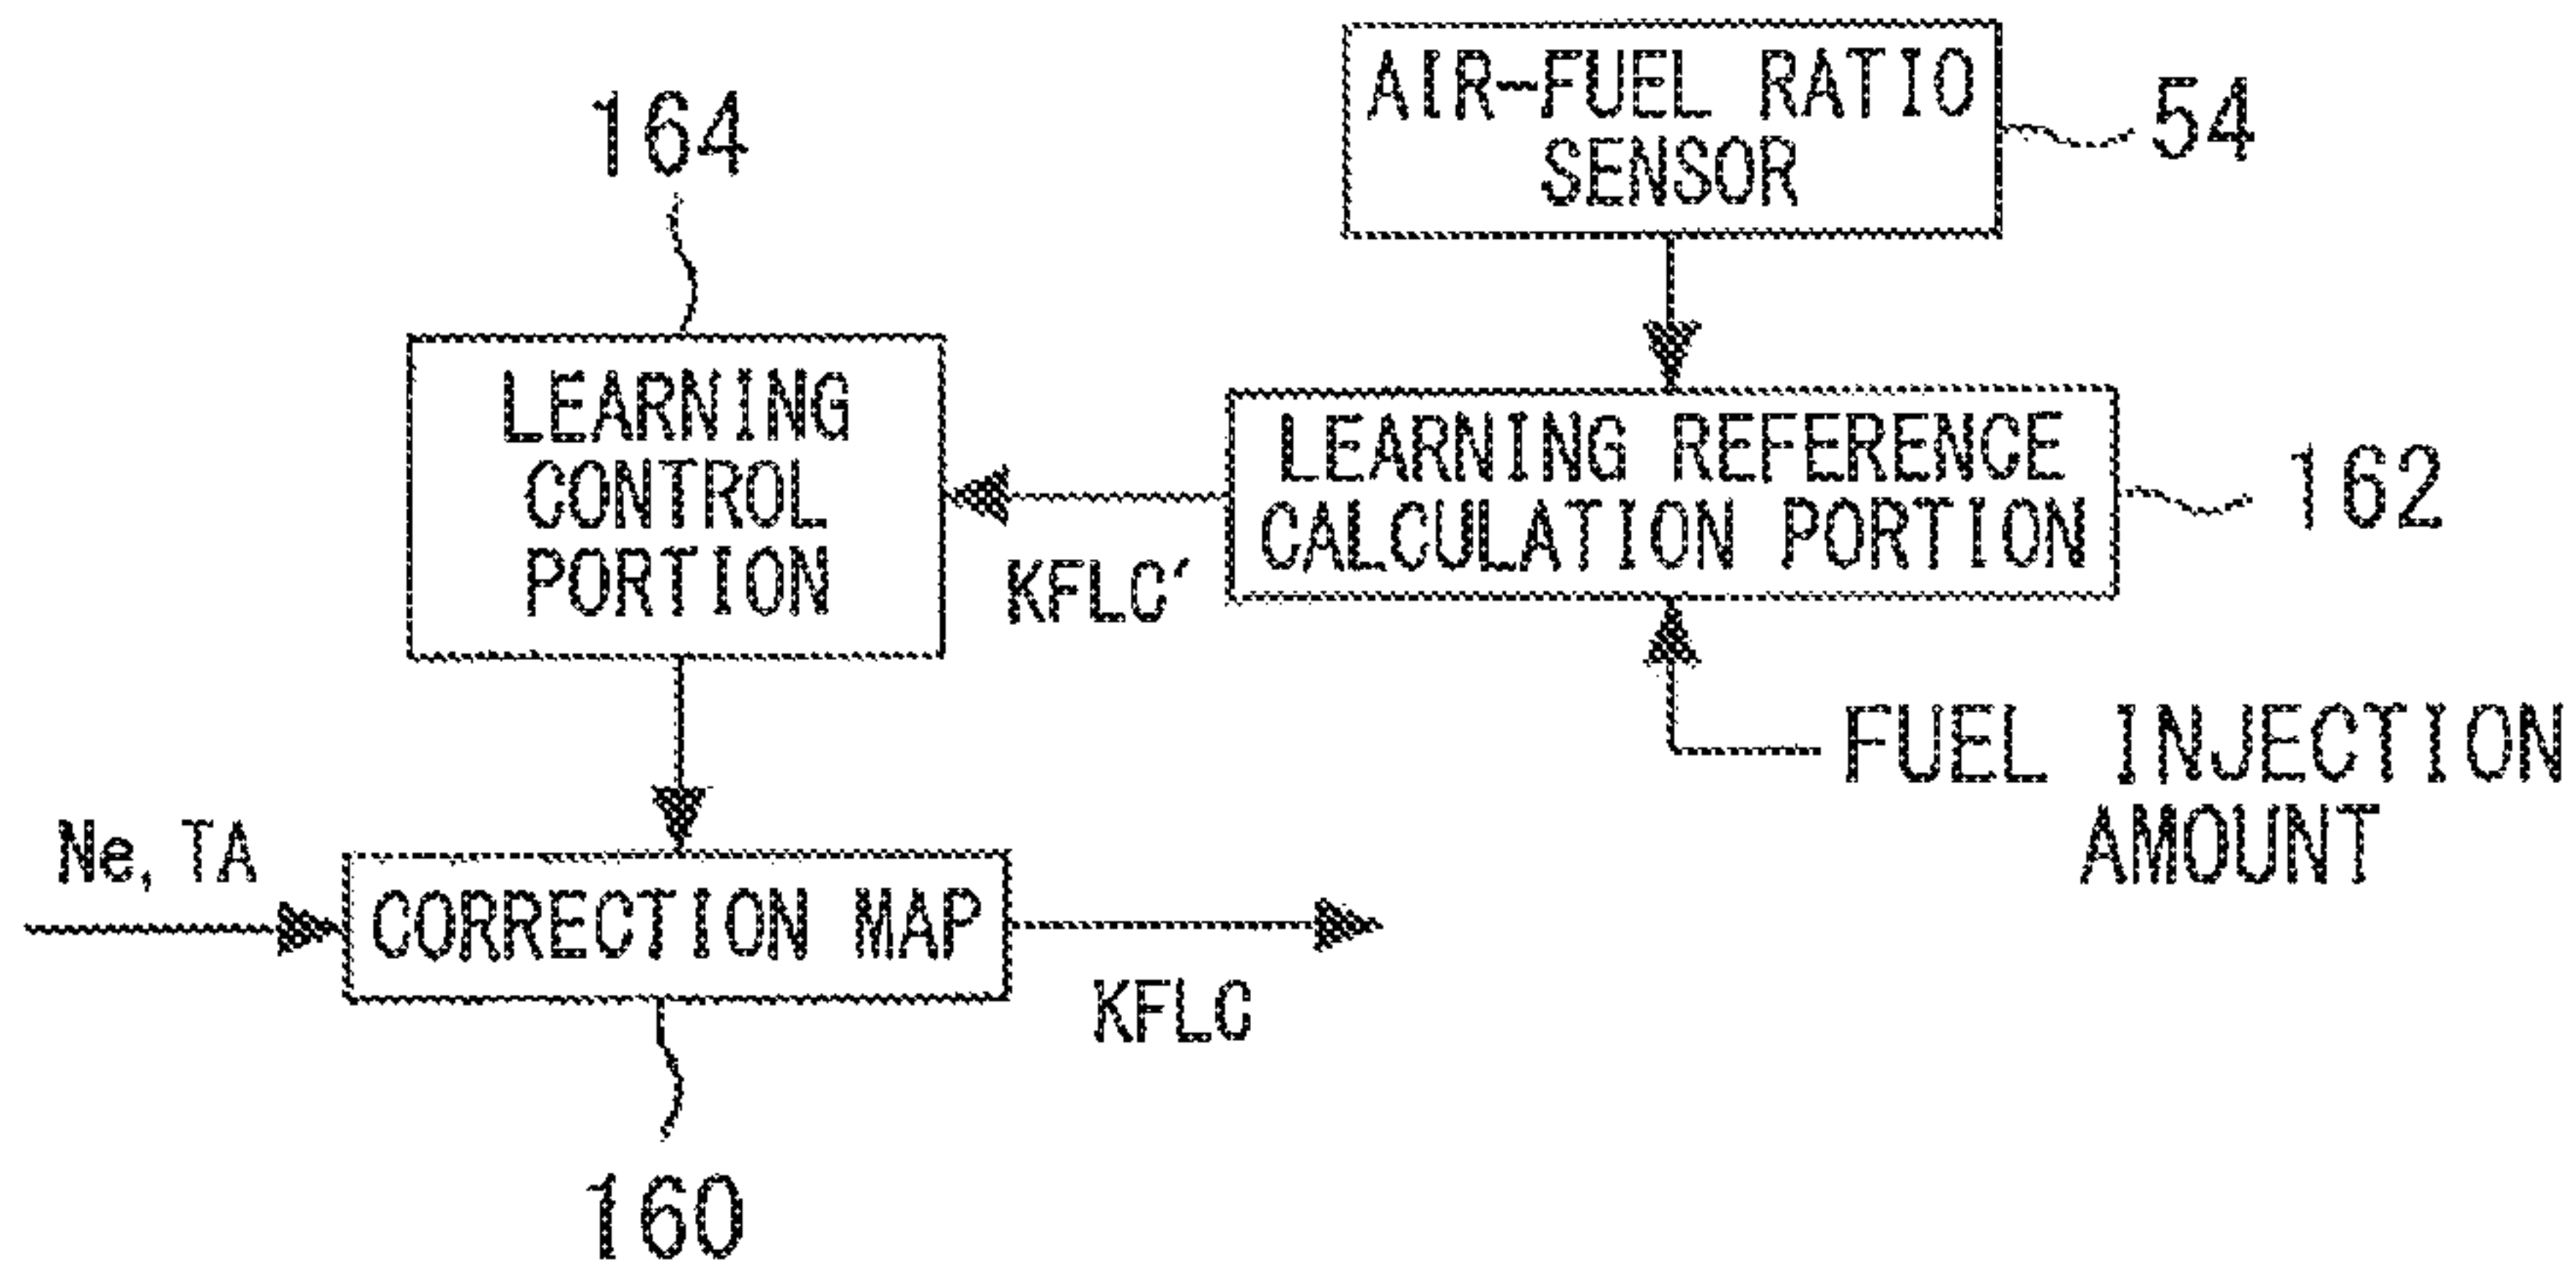 AIR-FUEL RATIO
SENSOR
54
164
LEARNING
CONTROL
PORTION
LEARNING REFERENCE
CALCULATION PORTION
162
KFLC′
FUEL INJECTION
AMOUNT
Ne, TA
CORRECTION MAP
KFLC
160